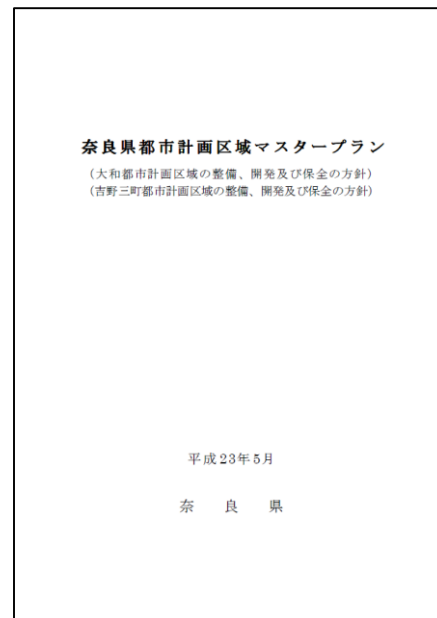 奈良県都市計画区域マスタープラン
（大和都市計画区域の整備、開発及び保全の方針）
（吉野三町都市計画区域の整備、開発及び保全の方針）
平成23年5月
奈良県